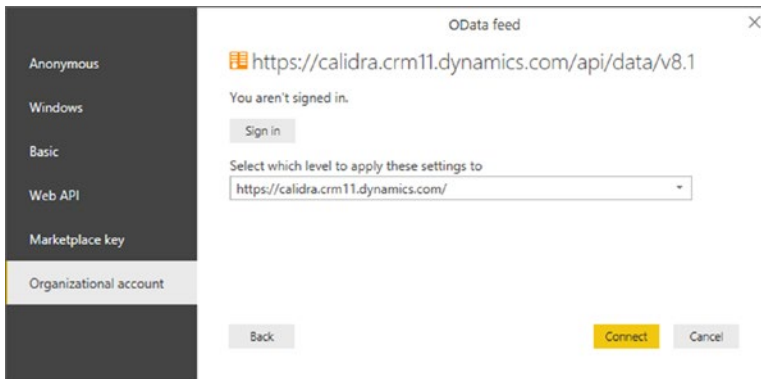 OData feed
Anonymous
Windows
Basic
Web API
Marketplace key
Organizational account
https://calidra.crm11.dynamics.com/api/data/v8.1
You aren't signed in.
Sign in
Select which level to apply these settings to
https://calidra.crm11.dynamics.com/
Back
Connect
Cancel